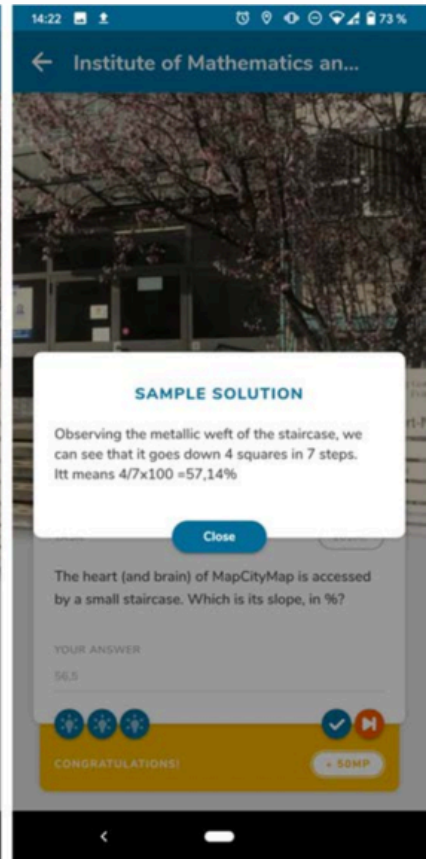 14:22
73 %
Institute of Mathematics an...
SAMPLE SOLUTION
Observing the metallic weft of the staircase, we
can see that it goes down 4 squares in 7 steps.
Itt means 4/7x100 =57,14%
Close
The heart (and brain) of MapCityMap is accessed
by a small staircase. Which is its slope, in %?
YOUR ANSWER
56,5
CONGRATULATIONS!
+ 50MP